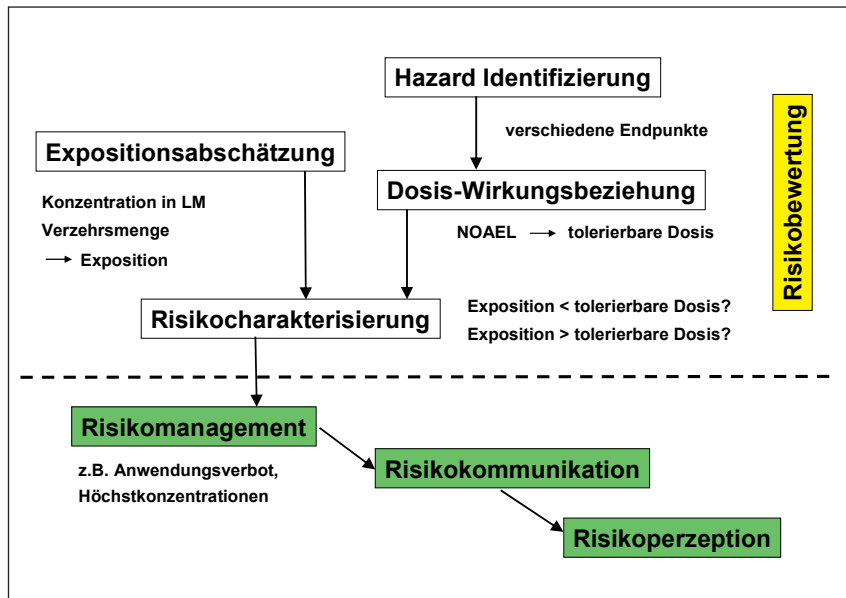 Hazard Identifizierung
verschiedene Endpunkte
Expositionsabschätzung
Konzentration in LM
Verzehrsmenge
→ Exposition
Dosis-Wirkungsbeziehung
NOAEL → tolerierbare Dosis
Risikobewertung
Risikocharakterisierung
Exposition < tolerierbare Dosis?
Exposition > tolerierbare Dosis?
Risikomanagement
z.B. Anwendungsverbot,
Höchstkonzentrationen
Risikokommunikation
Risikoperzeption